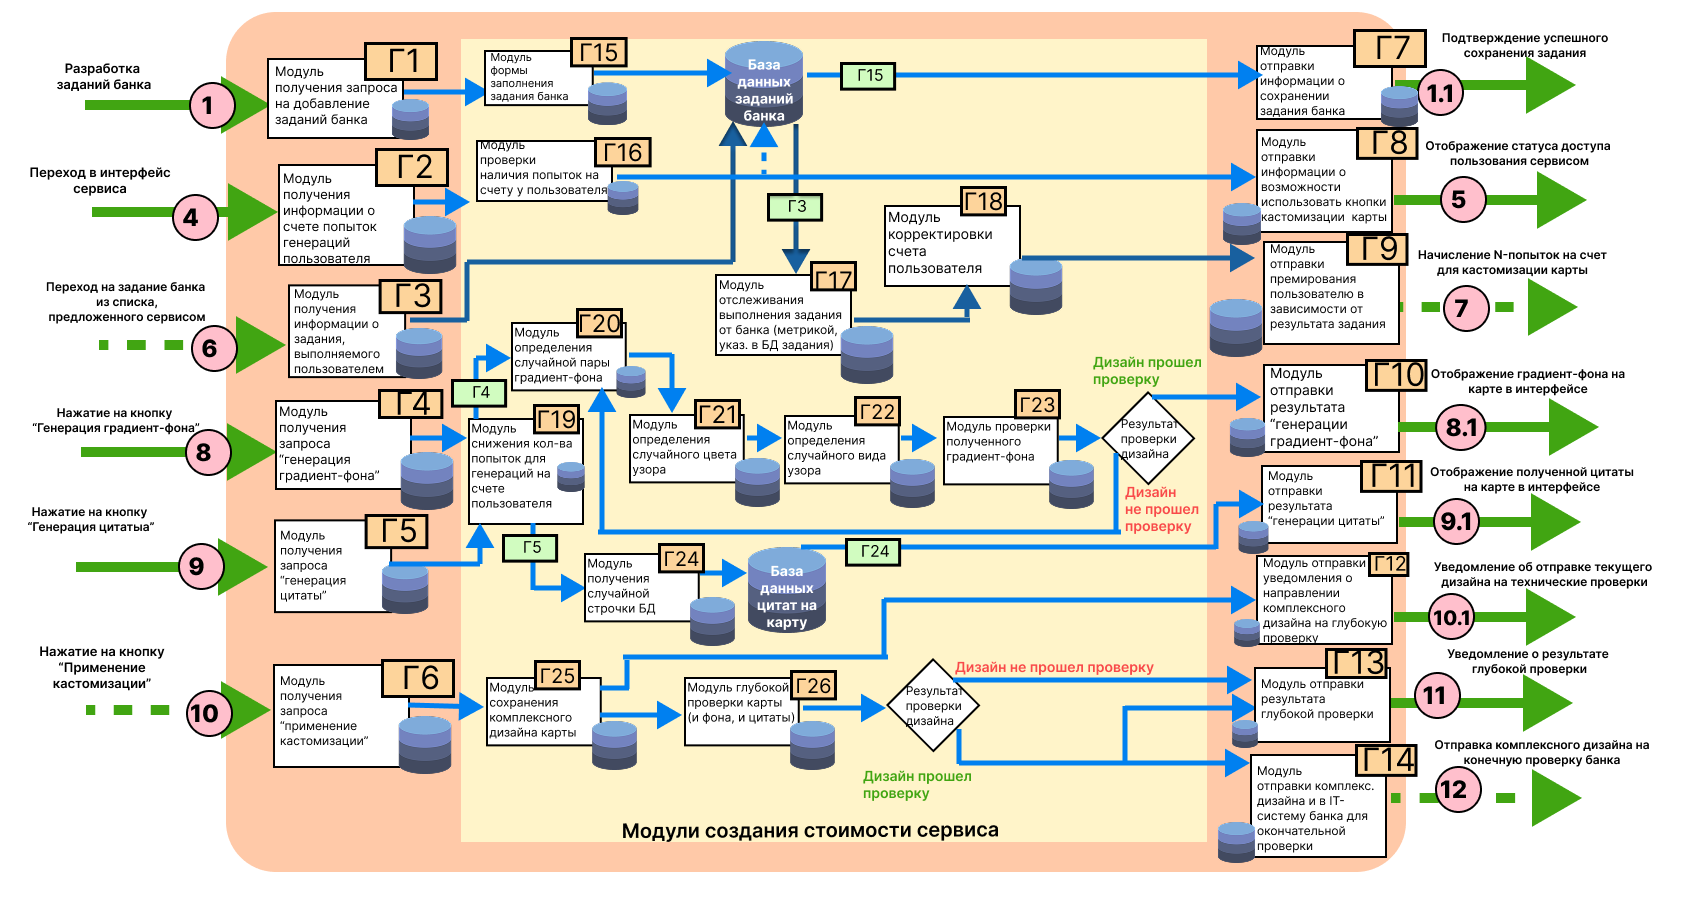 Разработка
заданий банка
1
Переход в интерфейс
сервиса
4
Переход на задание банка
из списка,
предложенного сервисом
6
Нажатие на кнопку
“Генерация градиент-фона”
8
Нажатие на кнопку
“Генерация цитатыа”
9
Нажатие на кнопку
“Применение
кастомизации”
10
Г1
Модуль
получения запроса
на добавление
заданий банка
Г2
Модуль
получения
информации о
счете попыток
генераций
пользователя
Г3
Модуль
получения
информации о
задания,
выполняемого
пользователем
Г4
Модуль
получения
запроса
“генерация
градиент-фона”
Г5
Модуль
получения
запроса
“генерация
цитаты”
Г6
Модуль
получения
запроса
“применение
кастомизации”
Г15
Модуль
формы
заполнения
задания банка
База
данных
заданий
банка
Г15
Г16
Модуль
проверки
наличия попыток на
счету у пользователя
Г3
Г18
Модуль
корректировки
счета
пользователя
Г17
Модуль
отслеживания
выполнения задания
от банка (метрикой,
указ. в БД задания)
Г20
Модуль
определения
случайной пары
градиент-фона
Г4
Г19
Модуль
снижения кол-ва
попыток для
генераций на
счете
пользователя
Г21
Модуль
определения
случайного цвета
узора
Г22
Модуль
определения
случайного вида
узора
Г23
Модуль проверки
полученного
градиент-фона
Дизайн прошел
проверку
Результат
проверки
дизайна
Дизайн
не прошел
проверку
Г5
Г24
Модуль
получения
случайной
строчки БД
База
данных
цитат на
карту
Г24
Г25
Модуль
сохранения
комплексного
дизайна карты
Г26
Модуль глубокой
проверки карты
(и фона, и цитаты)
Результат
проверки
дизайна
Дизайн не прошел проверку
Дизайн прошел
проверку
Модули создания стоимости сервиса
Г7
Модуль
отправки
информации о
сохранении
задания банка
Г8
Модуль
отправки
информации о
возможности
использовать кнопки
кастомизации карты
Г9
Модуль
отправки
премирования
пользователю в
зависимости от
результата задания
Г10
Модуль
отправки
результата
“генерации
градиент-фона”
Г11
Модуль
отправки
результата
“генерации цитаты”
Г12
Модуль отправки
уведомления о
направлении
комплексного
дизайна на глубокую
проверку
Г13
Модуль отправки
результата
глубокой проверки
Г14
Модуль
отправки комплекс.
дизайна и в IT-
систему банка для
окончательной
проверки
Подтверждение успешного
сохранения задания
1.1
Отображение статуса доступа
пользования сервисом
5
Начисление N-попыток на счет
для кастомизации карты
7
Отображение градиент-фона на
карте в интерфейсе
8.1
Отображение полученной цитаты
на карте в интерфейсе
9.1
Уведомление об отправке текущего
дизайна на технические проверки
10.1
Уведомление о результате
глубокой проверки
11
Отправка комплексного дизайна на
конечную проверку банка
12